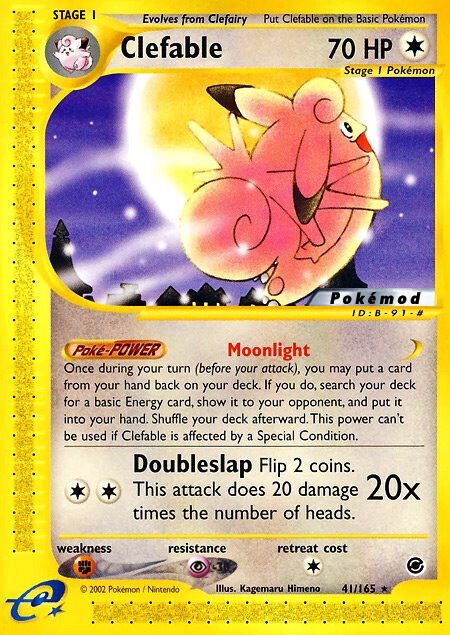 STAGE 1 Evolves from Clefairy Put Clefable on the Basic Pokémon
Clefable 70 HP
Stage 1 Pokémon
Pokémod
ID:B-91-#
Poké-POWER Moonlight
Once during your turn (before your attack), you may put a card
from your hand back on your deck. If you do, search your deck
for a basic Energy card, show it to your opponent, and put it
into your hand. Shuffle your deck afterward. This power can't
be used if Clefable is affected by a Special Condition.
Doubleslap Flip 2 coins.
This attack does 20 damage 20x
times the number of heads.
weakness resistance retreat cost
-30
©2002 Pokémon / Nintendo Illus. Kagemaru Himeno 41/165 ★
e